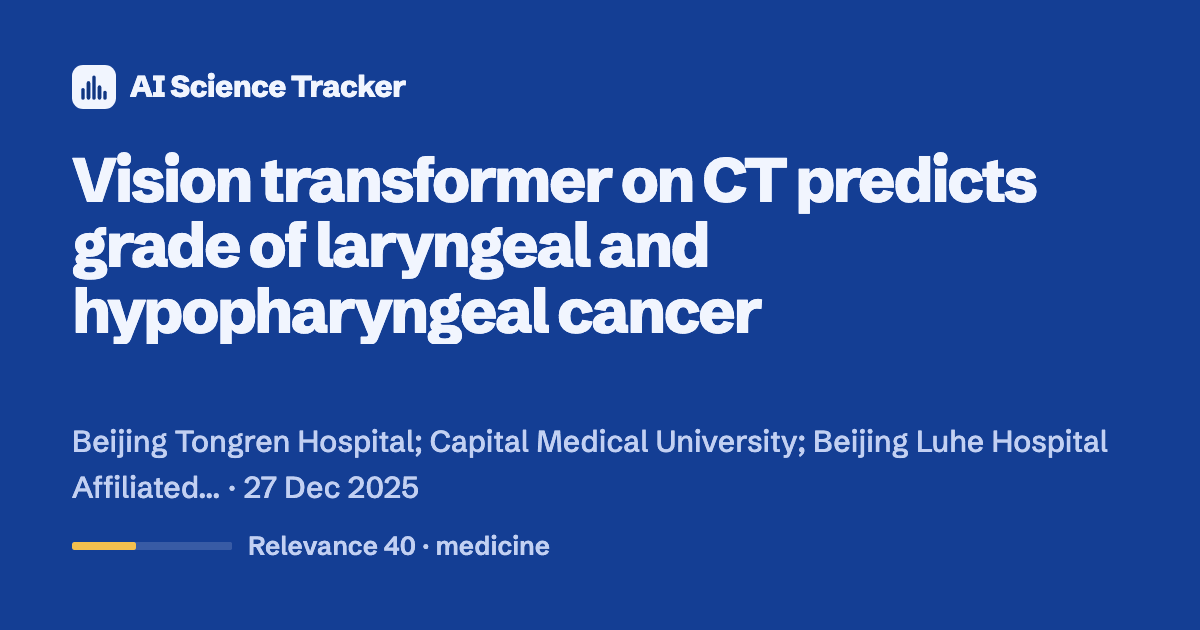 AI Science Tracker
Vision transformer on CT predicts
grade of laryngeal and
hypopharyngeal cancer
Beijing Tongren Hospital; Capital Medical University; Beijing Luhe Hospital
Affiliated... · 27 Dec 2025
Relevance 40 · medicine